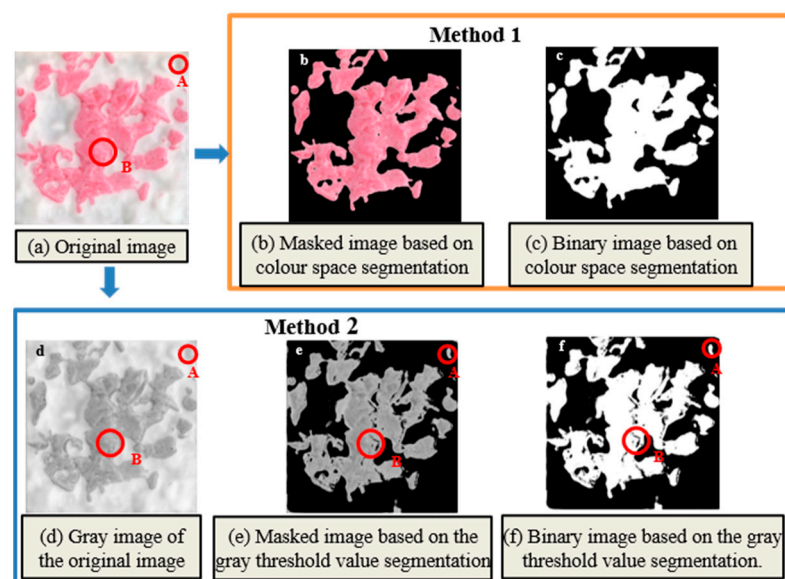 Method 1
A
B
b
c
(a) Original image
(b) Masked image based on
colour space segmentation
(c) Binary image based on
colour space segmentation
Method 2
d
A
B
e
A
B
f
A
B
(d) Gray image of
the original image
(e) Masked image based on the
gray threshold value segmentation
(f) Binary image based on the gray
threshold value segmentation.